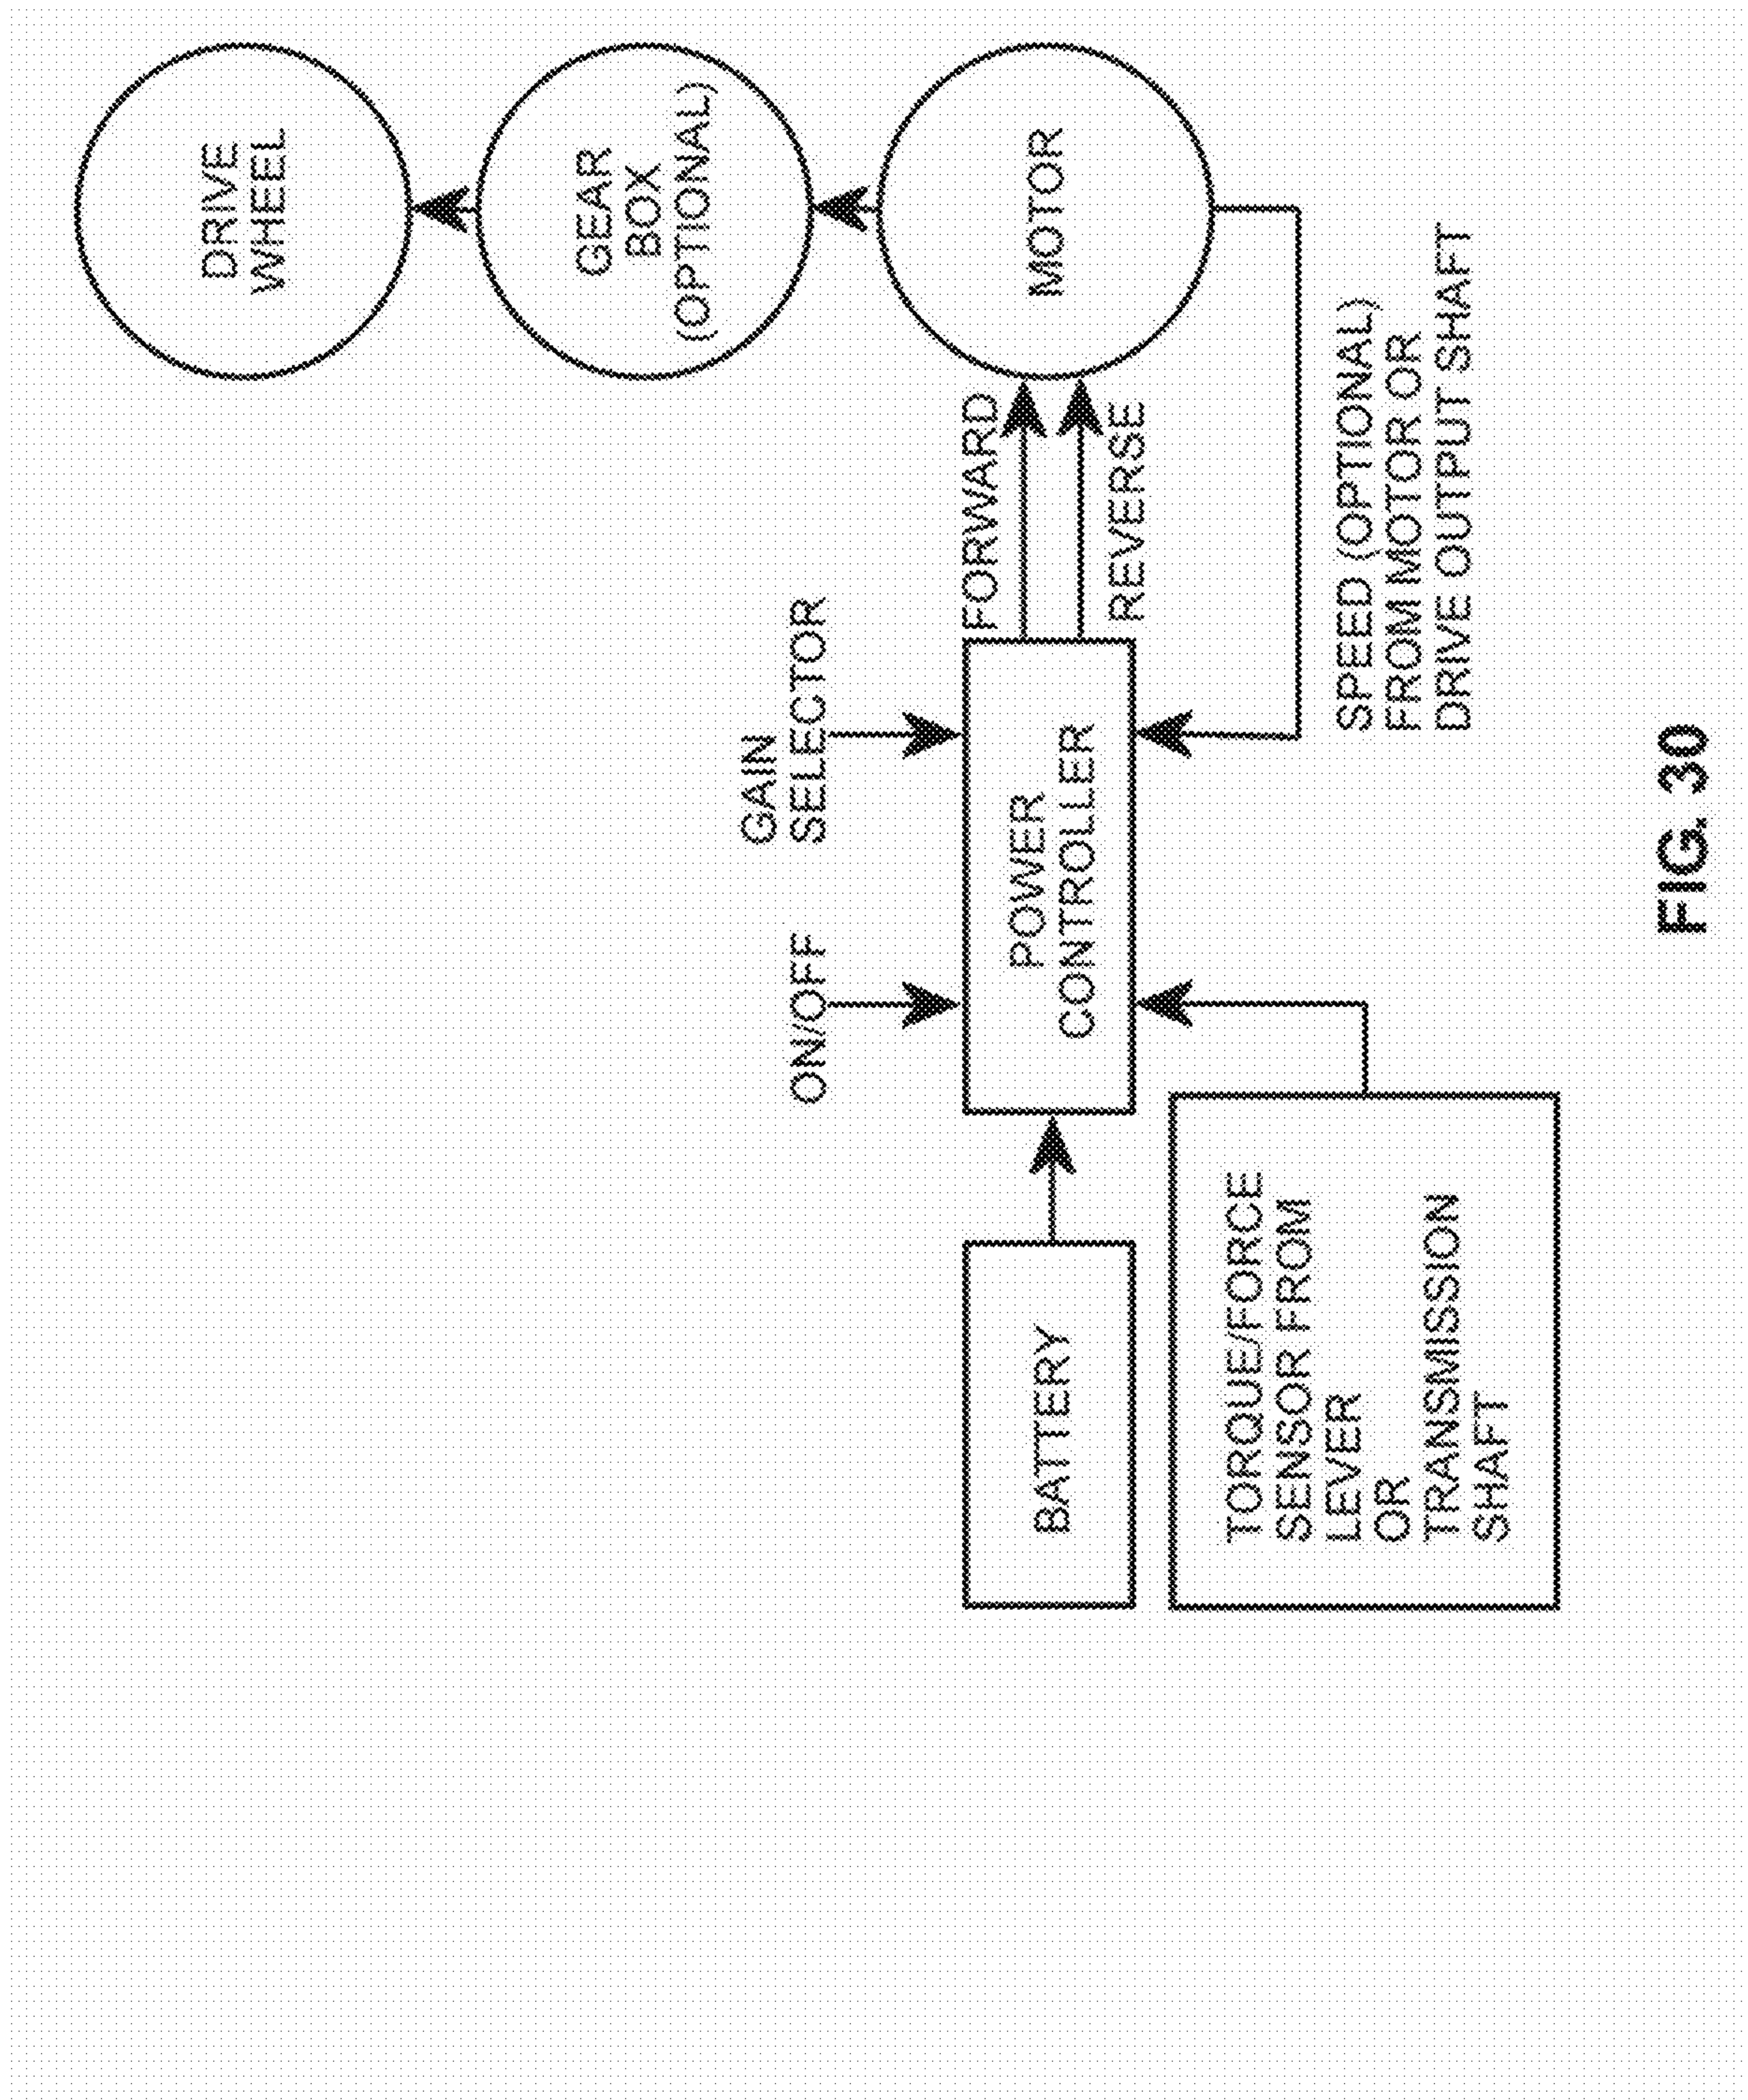 DRIVE
WHEEL
GEAR
BOX
(OPTIONAL)
GAIN
SELECTOR
ON/OFF
FORWARD
MOTOR
REVERSE
POWER
CONTROLLER
BATTERY
SPEED (OPTIONAL)
FROM MOTOR OR
DRIVE OUTPUT SHAFT
TORQUE/FORCE
SENSOR FROM
LEVER
OR
TRANSMISSION
SHAFT
FIG. 30